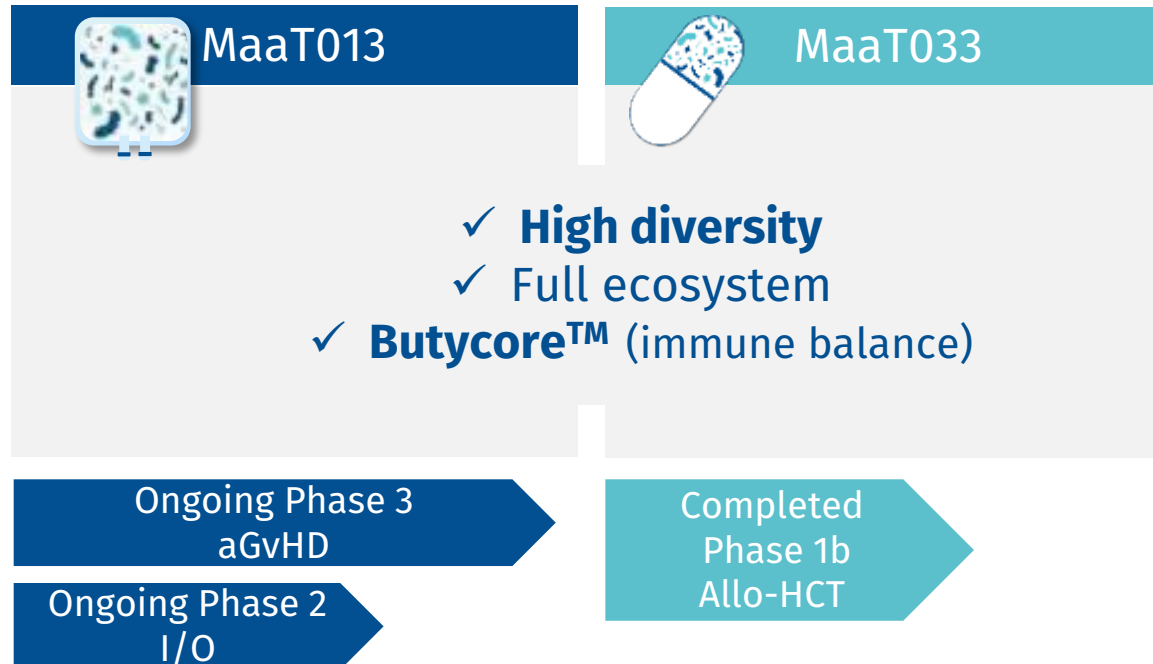 MaaT013
MaaT033
✓ High diversity
✓ Full ecosystem
✓ Butycore™ (immune balance)
Ongoing Phase 3
aGvHD
Ongoing Phase 2
I/O
Completed
Phase 1b
Allo-HCT